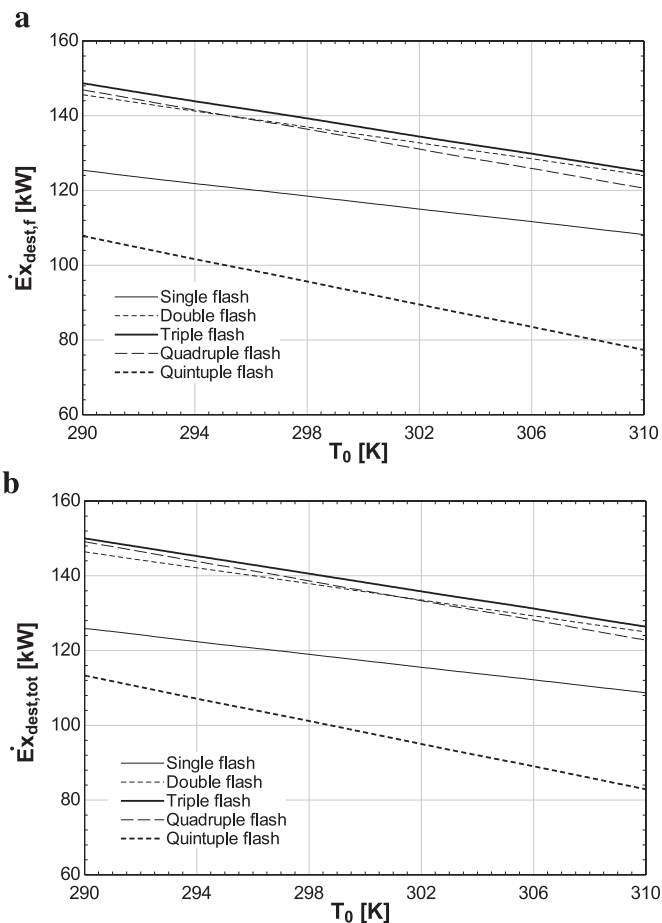 a
160
140
120
100
80
60
Ėx_dest,f [kW]
Single flash
Double flash
Triple flash
Quadruple flash
Quintuple flash
290 294 298 302 306 310
T₀ [K]
b
160
140
120
100
80
60
Ėx_dest,tot [kW]
Single flash
Double flash
Triple flash
Quadruple flash
Quintuple flash
290 294 298 302 306 310
T₀ [K]